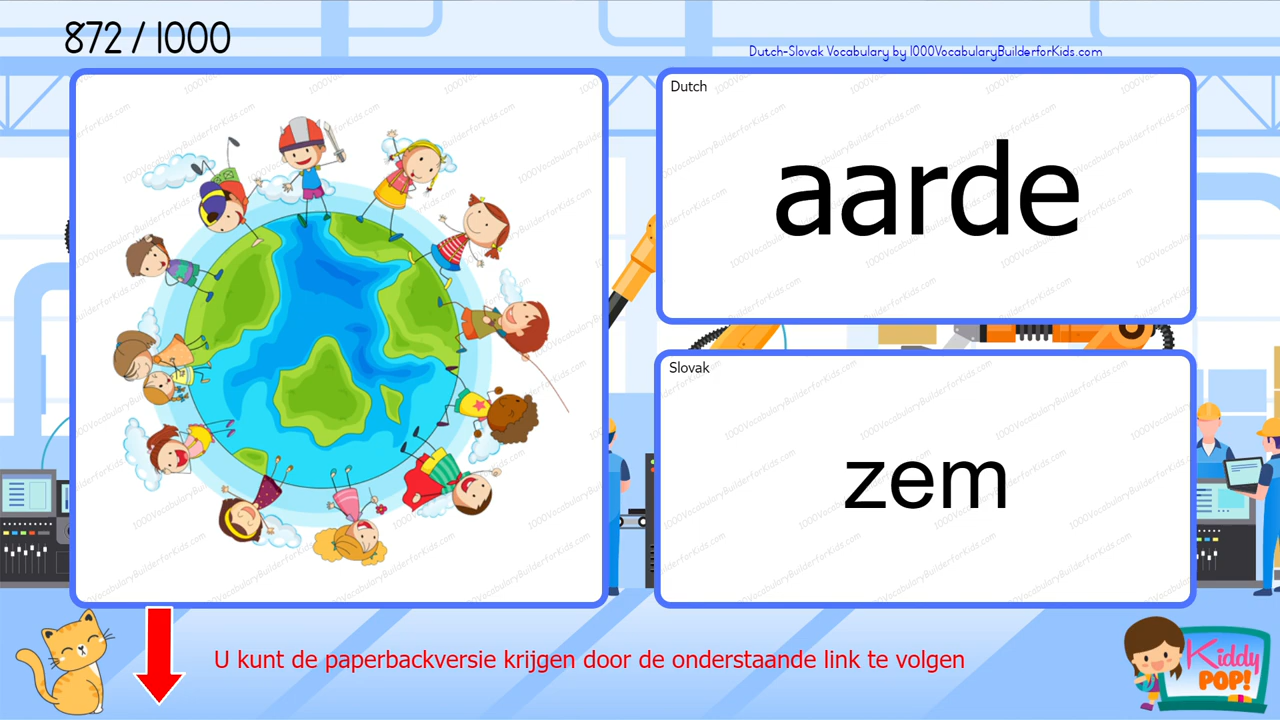 872 / 1000
Dutch-Slovak Vocabulary by 1000VocabularyBuilderforKids.com
Dutch
aarde
Slovak
zem
U kunt de paperbackversie krijgen door de onderstaande link te volgen
Kiddy
POP!